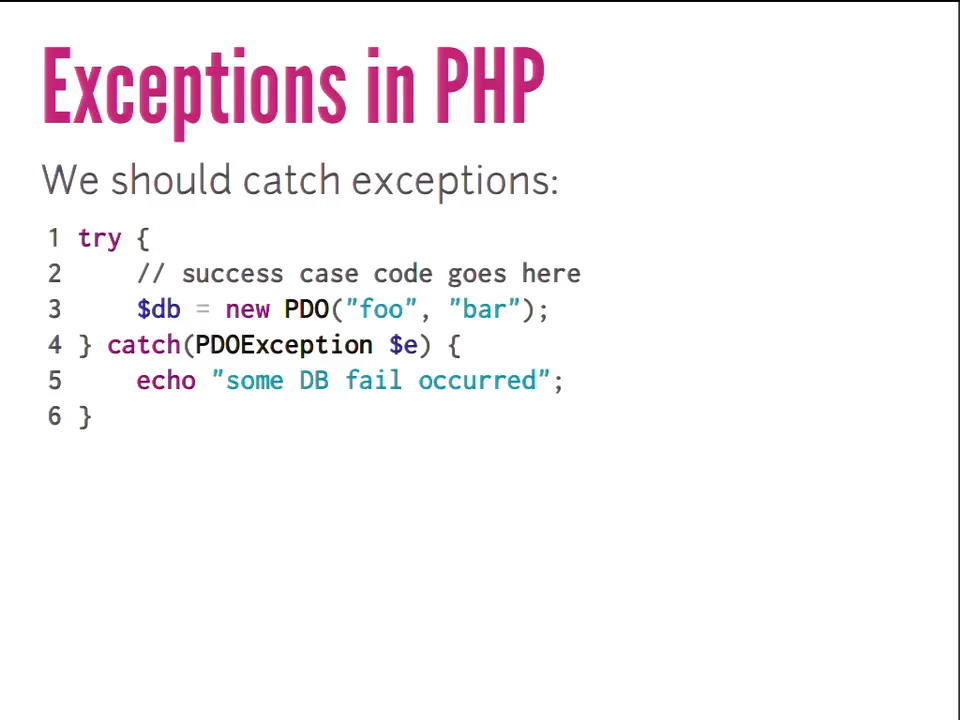 Exceptions in PHP
We should catch exceptions:
1 try {
2     // success case code goes here
3     $db = new PDO("foo", "bar");
4 } catch(PDOException $e) {
5     echo "some DB fail occurred";
6 }